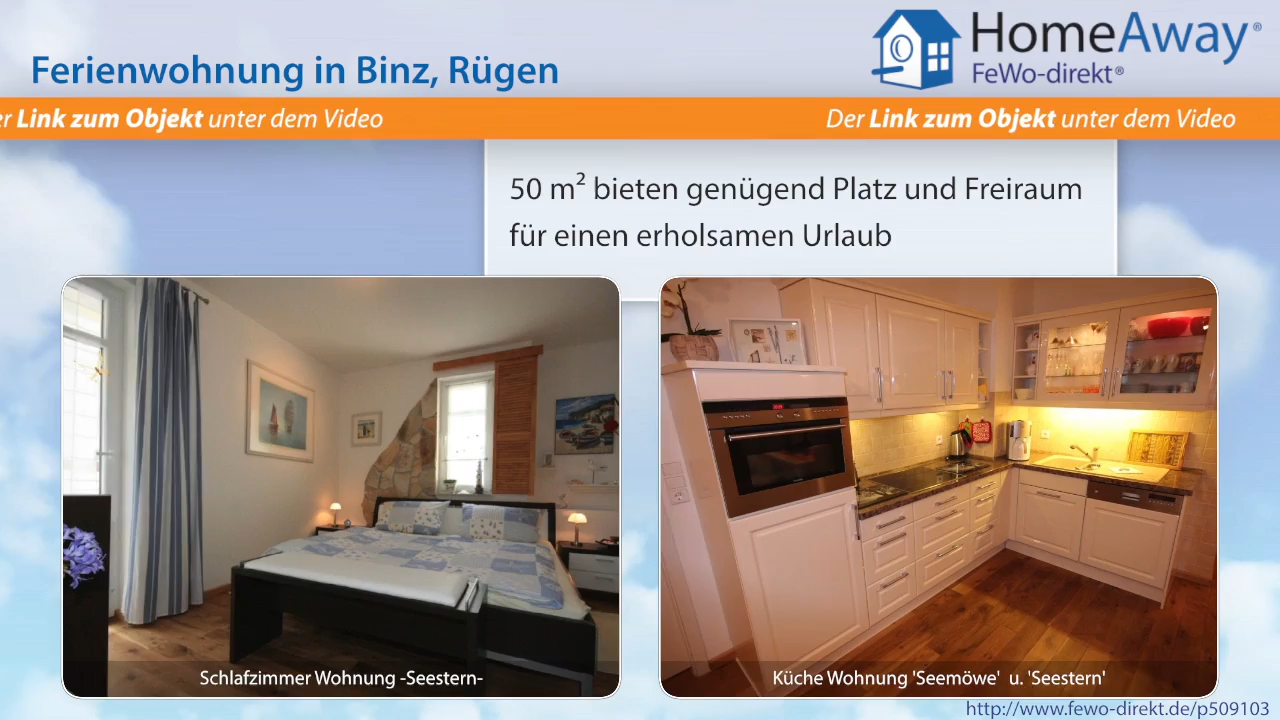 HomeAway®
FeWo-direkt®
Ferienwohnung in Binz, Rügen
er Link zum Objekt unter dem Video
Der Link zum Objekt unter dem Video
50 m² bieten genügend Platz und Freiraum
für einen erholsamen Urlaub
Schlafzimmer Wohnung -Seestern-
Küche Wohnung 'Seemöwe' u. 'Seestern'
http://www.fewo-direkt.de/p509103